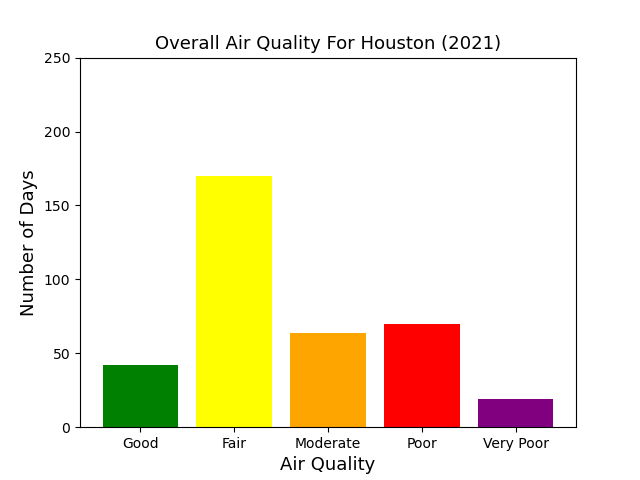 Overall Air Quality For Houston (2021)
Number of Days
250
200
150
100
50
0
Good Fair Moderate Poor Very Poor
Air Quality